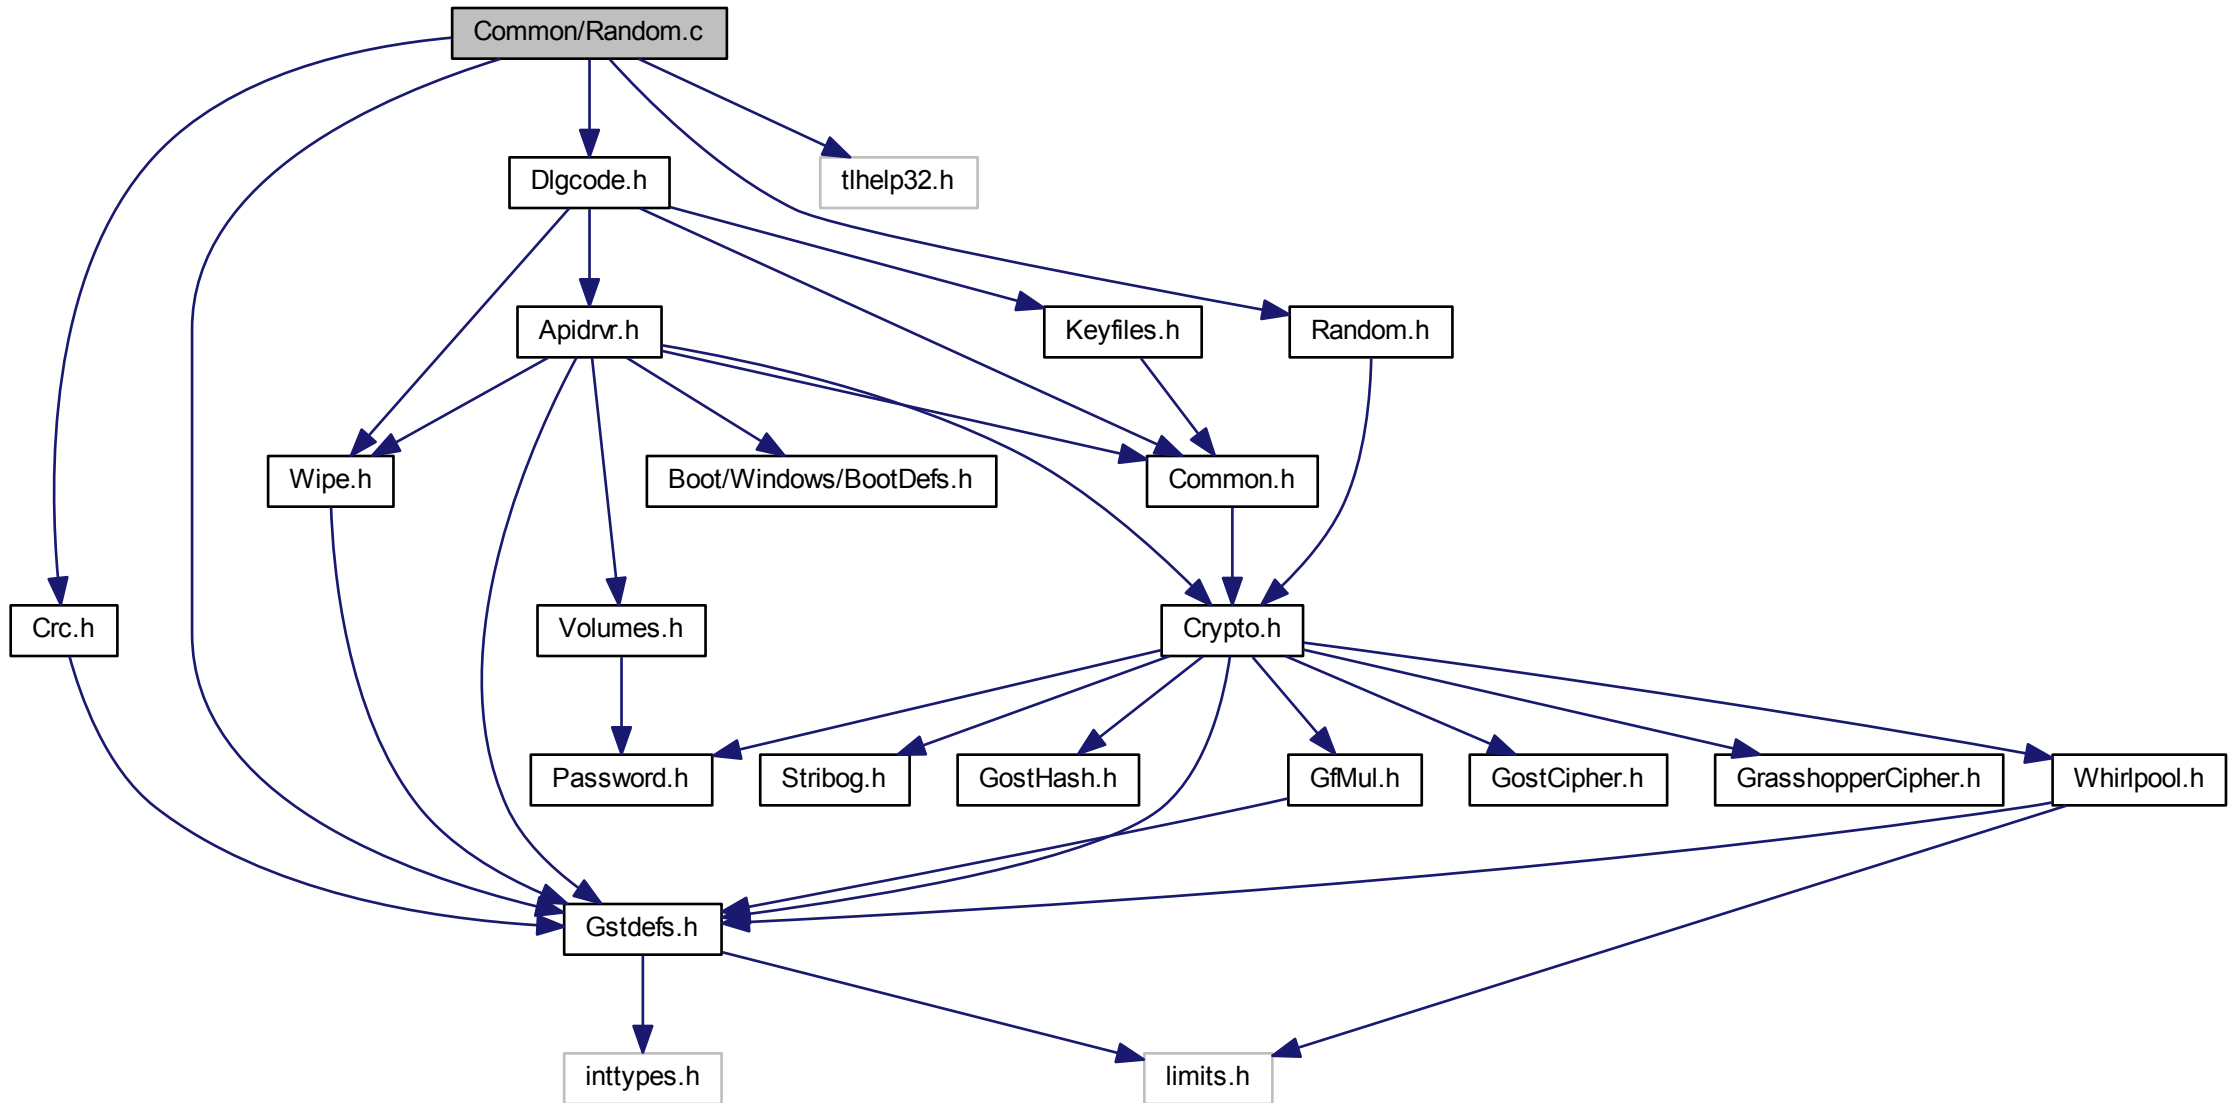 Common/Random.c
Dlgcode.h
tlhelp32.h
Apidrvr.h
Keyfiles.h
Random.h
Wipe.h
Boot/Windows/BootDefs.h
Common.h
Crc.h
Volumes.h
Crypto.h
Password.h
Stribog.h
GostHash.h
GfMul.h
GostCipher.h
GrasshopperCipher.h
Whirlpool.h
Gstdefs.h
inttypes.h
limits.h